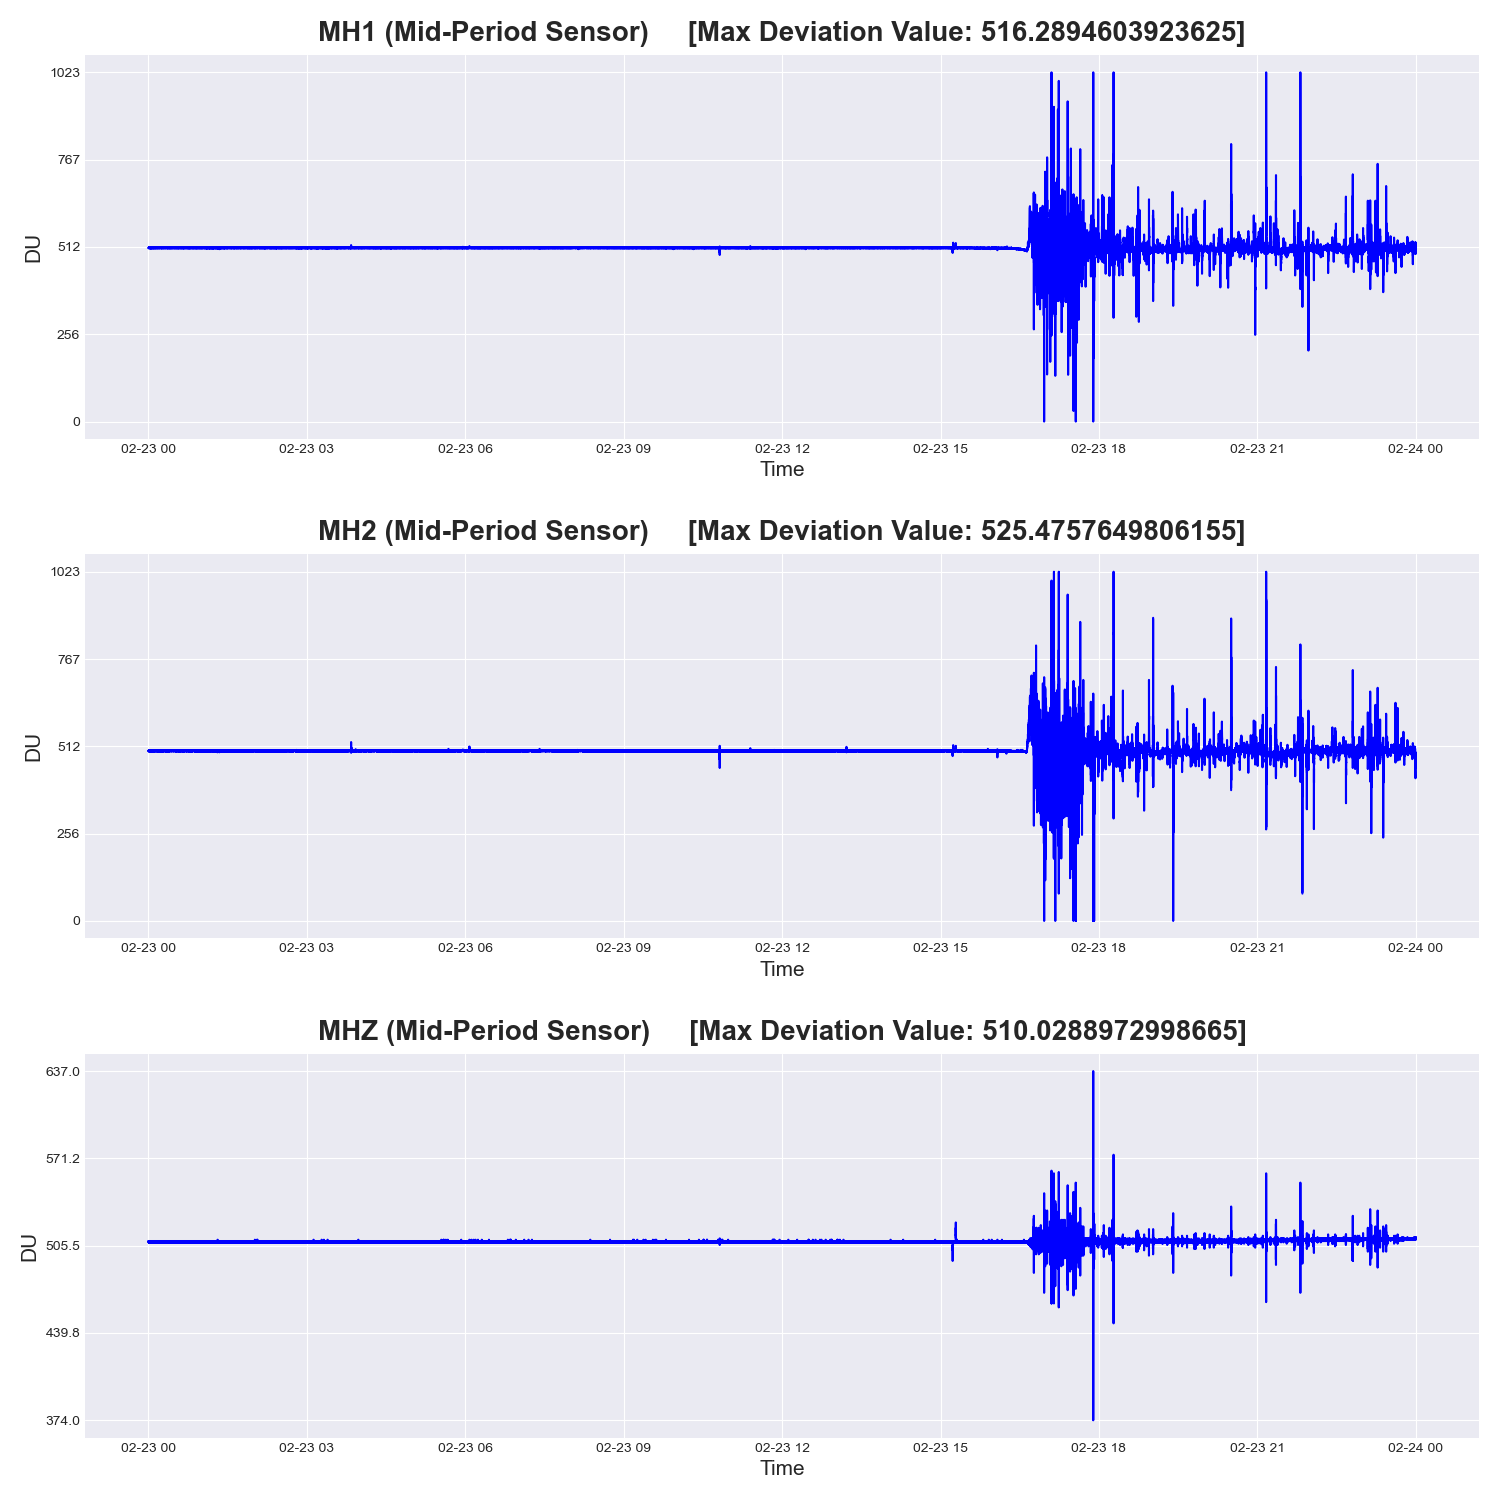 MH1 (Mid-Period Sensor) [Max Deviation Value: 516.2894603923625]
1023
767
512
256
0
DU
02-23 00 02-23 03 02-23 06 02-23 09 02-23 12 02-23 15 02-23 18 02-23 21 02-24 00
Time
MH2 (Mid-Period Sensor) [Max Deviation Value: 525.4757649806155]
1023
767
512
256
0
DU
02-23 00 02-23 03 02-23 06 02-23 09 02-23 12 02-23 15 02-23 18 02-23 21 02-24 00
Time
MHZ (Mid-Period Sensor) [Max Deviation Value: 510.0288972998665]
637.0
571.2
505.5
439.8
374.0
DU
02-23 00 02-23 03 02-23 06 02-23 09 02-23 12 02-23 15 02-23 18 02-23 21 02-24 00
Time